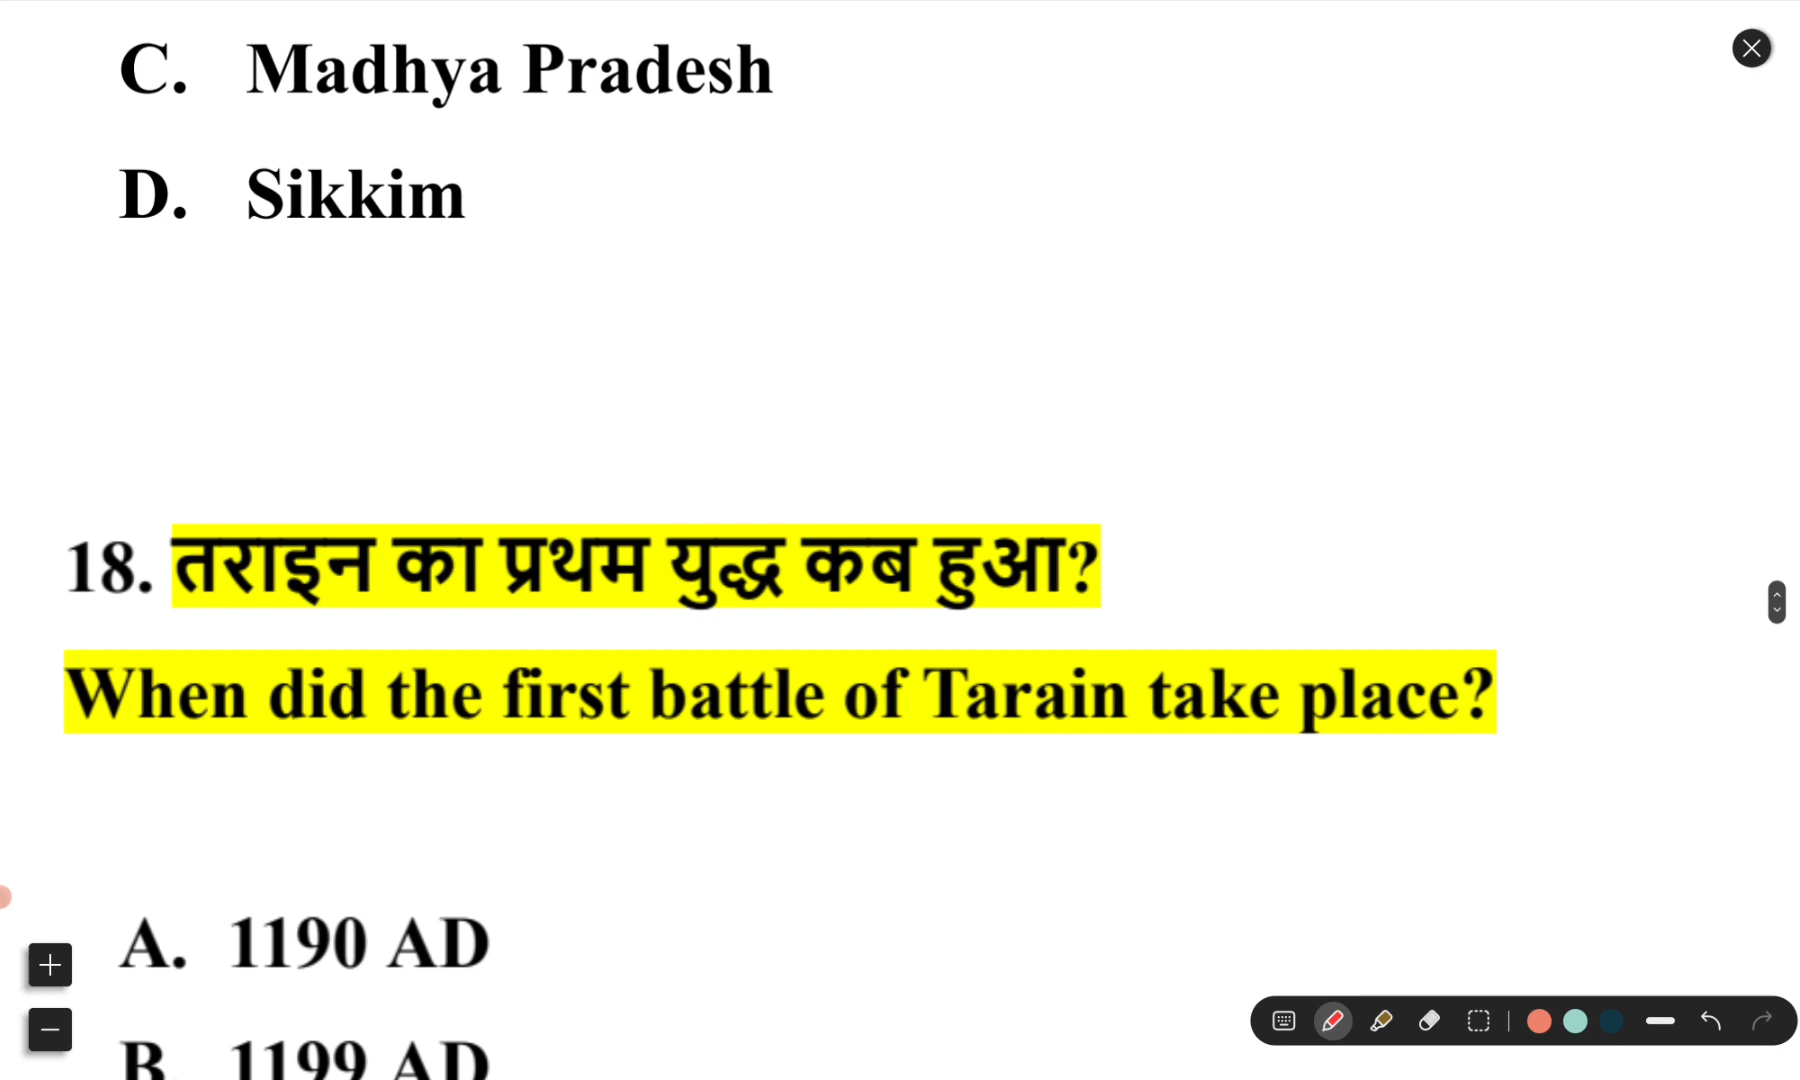 C. Madhya Pradesh
D. Sikkim
18. तराइन का प्रथम युद्ध कब हुआ?
When did the first battle of Tarain take place?
A. 1190 AD
B. 1199 AD